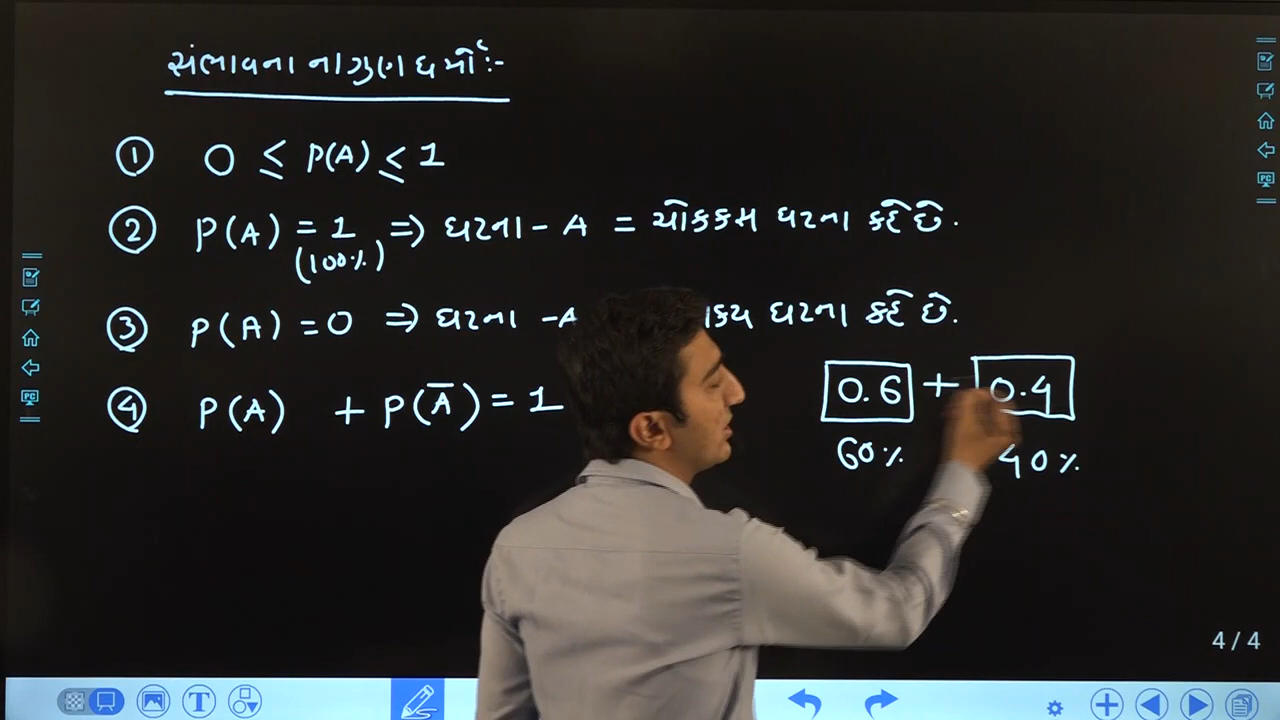 સંભાવના ના ગુણધર્મો :-
① 0 ≤ P(A) ≤ 1
② P(A) = 1 ⇒ ઘટના - A = ચોકકસ ઘટના કહે છે.
(100%)
③ P(A) = 0 ⇒ ઘટના - A ઘટના કહે છે.
④ P(A) + P(A̅) = 1
0.6 + 0.4
60% 40%
4 / 4